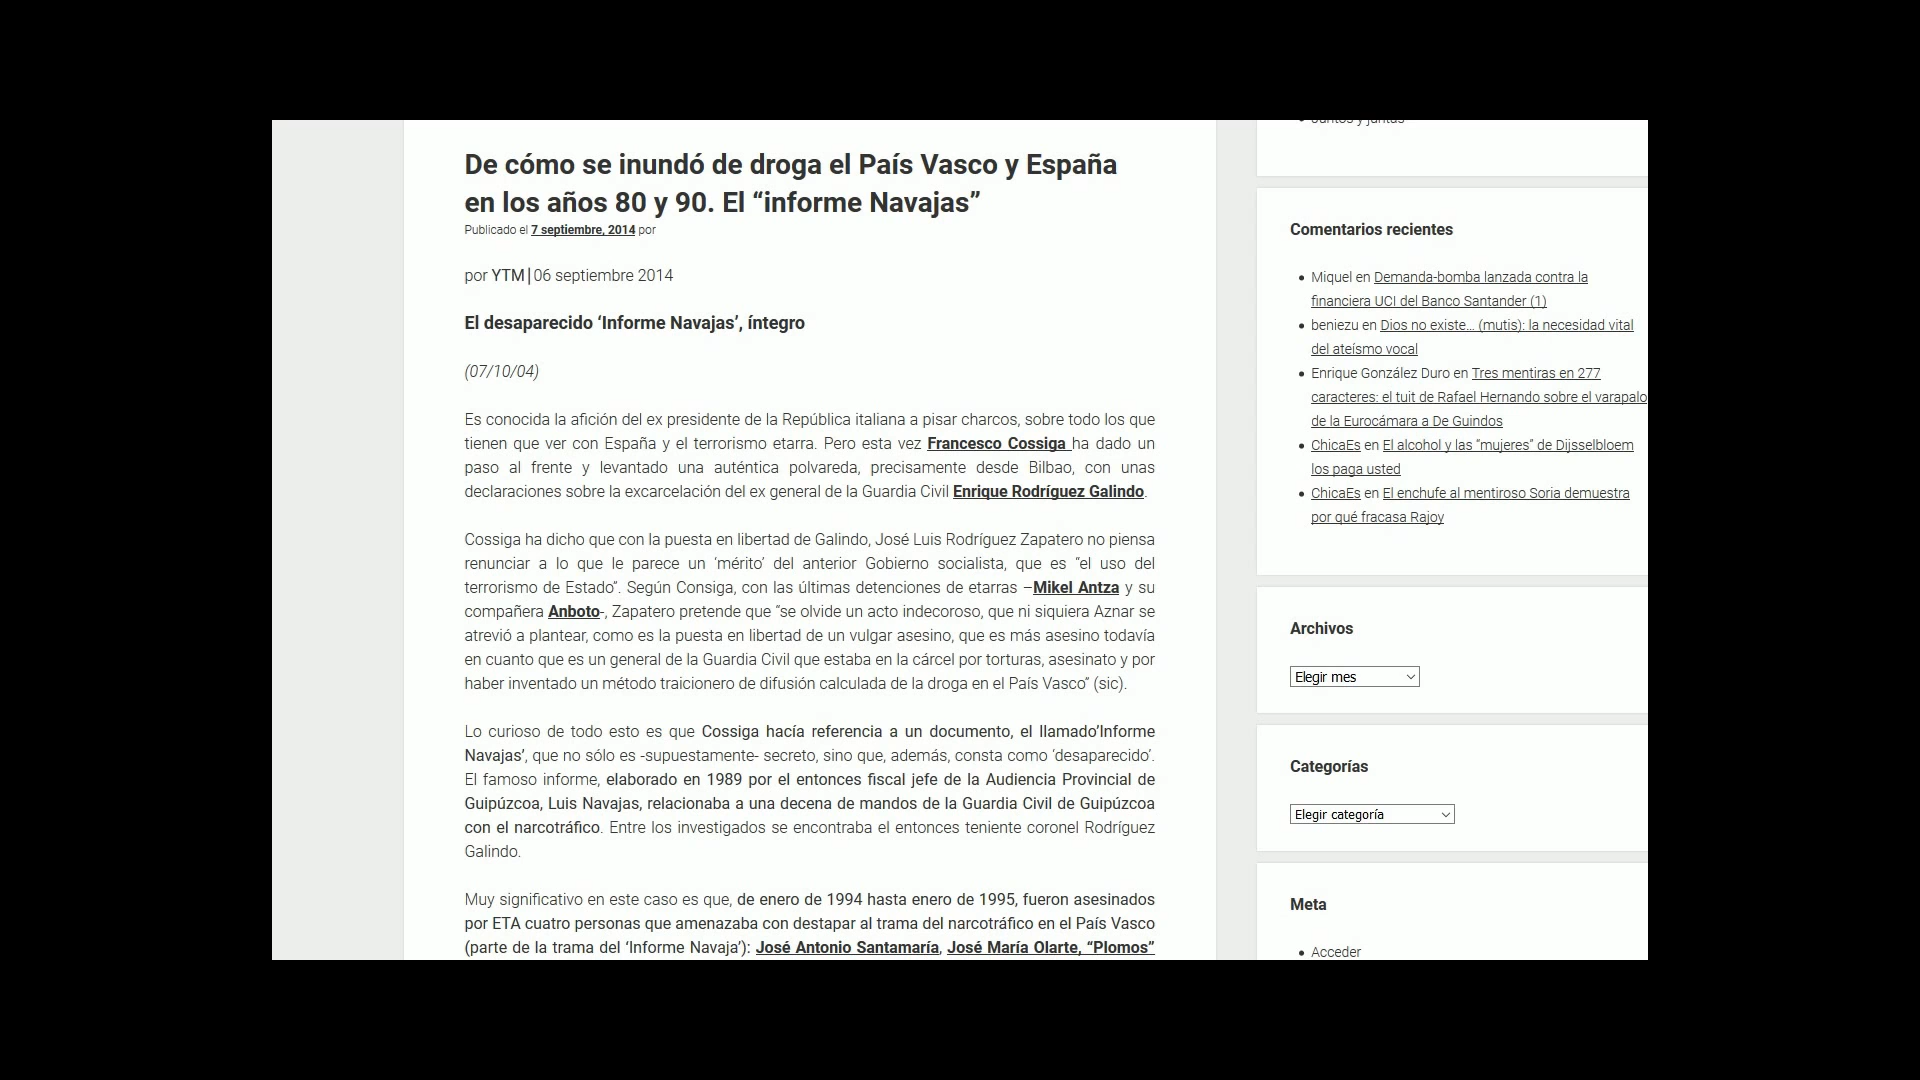 De cómo se inundó de droga el País Vasco y España
en los años 80 y 90. El “informe Navajas”
Publicado el 7 septiembre, 2014 por
por YTM | 06 septiembre 2014
El desaparecido ‘Informe Navajas’, íntegro
(07/10/04)
Es conocida la afición del ex presidente de la República italiana a pisar charcos, sobre todo los que
tienen que ver con España y el terrorismo etarra. Pero esta vez Francesco Cossiga ha dado un
paso al frente y levantado una auténtica polvareda, precisamente desde Bilbao, con unas
declaraciones sobre la excarcelación del ex general de la Guardia Civil Enrique Rodríguez Galindo.
Cossiga ha dicho que con la puesta en libertad de Galindo, José Luis Rodríguez Zapatero no piensa
renunciar a lo que le parece un ‘mérito’ del anterior Gobierno socialista, que es “el uso del
terrorismo de Estado”. Según Consiga, con las últimas detenciones de etarras –Mikel Antza y su
compañera Anboto-, Zapatero pretende que “se olvide un acto indecoroso, que ni siquiera Aznar se
atrevió a plantear, como es la puesta en libertad de un vulgar asesino, que es más asesino todavía
en cuanto que es un general de la Guardia Civil que estaba en la cárcel por torturas, asesinato y por
haber inventado un método traicionero de difusión calculada de la droga en el País Vasco” (sic).
Lo curioso de todo esto es que Cossiga hacía referencia a un documento, el llamado’Informe
Navajas’, que no sólo es -supuestamente- secreto, sino que, además, consta como ‘desaparecido’.
El famoso informe, elaborado en 1989 por el entonces fiscal jefe de la Audiencia Provincial de
Guipúzcoa, Luis Navajas, relacionaba a una decena de mandos de la Guardia Civil de Guipúzcoa
con el narcotráfico. Entre los investigados se encontraba el entonces teniente coronel Rodríguez
Galindo.
Muy significativo en este caso es que, de enero de 1994 hasta enero de 1995, fueron asesinados
por ETA cuatro personas que amenazaba con destapar al trama del narcotráfico en el País Vasco
(parte de la trama del ‘Informe Navaja’): José Antonio Santamaría, José María Olarte, “Plomos”
Juntos y juntas
Comentarios recientes
Miquel en Demanda-bomba lanzada contra la
financiera UCI del Banco Santander (1)
beniezu en Dios no existe… (mutis): la necesidad vital
del ateísmo vocal
Enrique González Duro en Tres mentiras en 277
caracteres: el tuit de Rafael Hernando sobre el varapalo
de la Eurocámara a De Guindos
ChicaEs en El alcohol y las “mujeres” de Dijsselbloem
los paga usted
ChicaEs en El enchufe al mentiroso Soria demuestra
por qué fracasa Rajoy
Archivos
Elegir mes
Categorías
Elegir categoría
Meta
Acceder